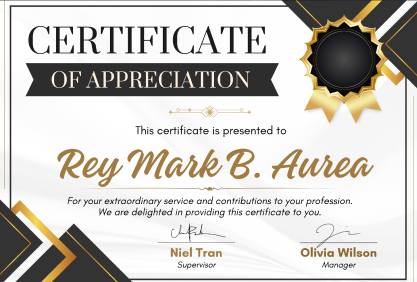 CERTIFICATE
OF APPRECIATION
This certificate is presented to
Rey Mark B. Aurea
For your extraordinary service and contributions to your profession.
We are delighted in providing this certificate to you.
Niel Tran
Supervisor
Olivia Wilson
Manager